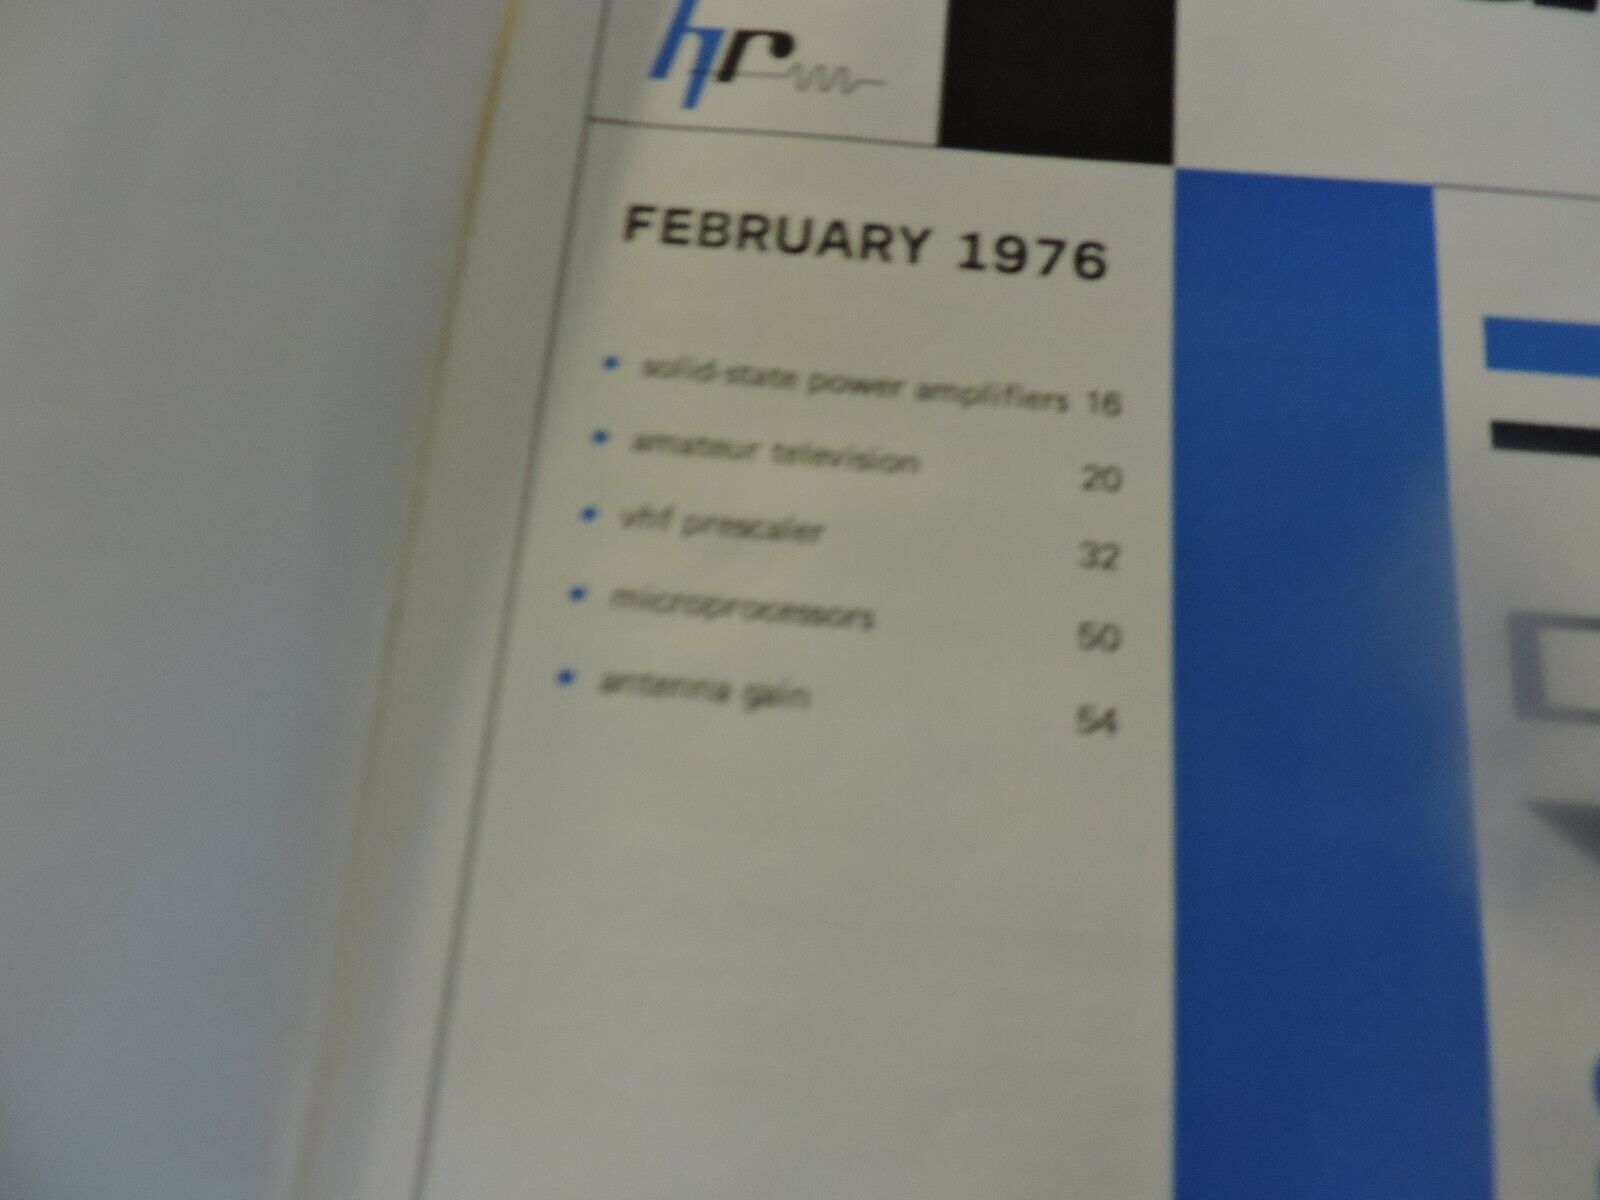 hr
FEBRUARY 1976
• solid-state power amplifiers 16
• amateur television 20
• vhf prescaler 32
• microprocessors 50
• antenna gain 54